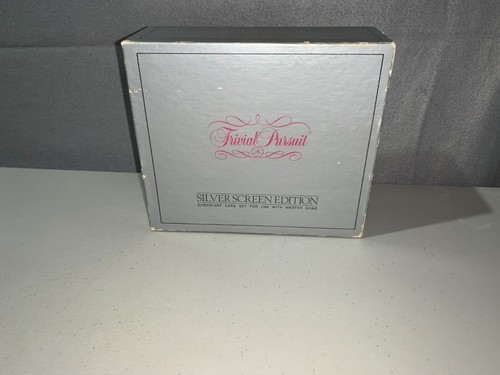 Trivial Pursuit®
SILVER SCREEN EDITION
SUBSIDIARY CARD SET FOR USE WITH MASTER GAME